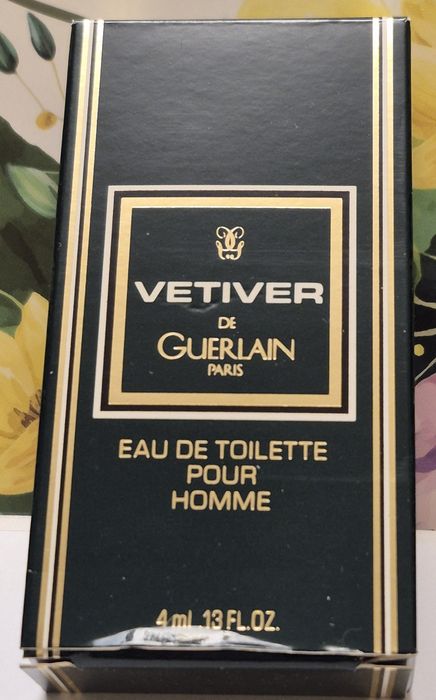 VETIVER
DE
GUERLAIN
PARIS
EAU DE TOILETTE
POUR
HOMME
4 ml .13 FL.OZ.